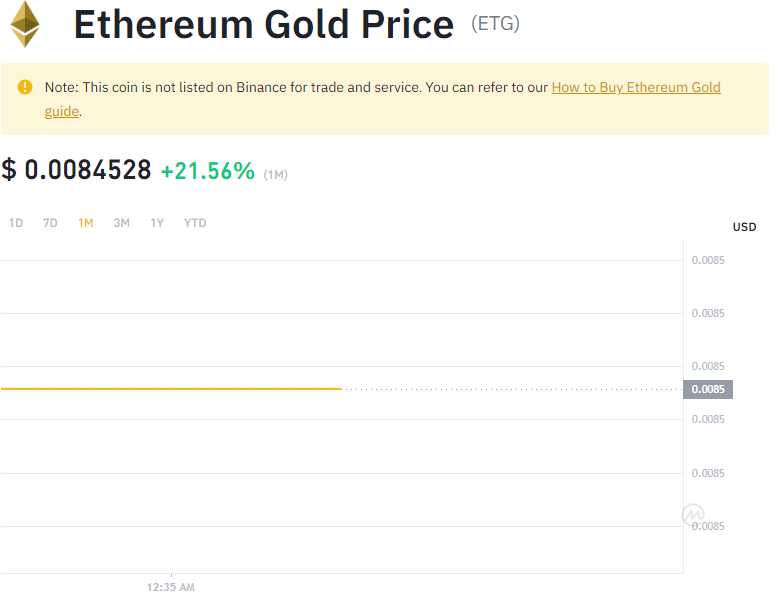 Ethereum Gold Price (ETG)
Note: This coin is not listed on Binance for trade and service. You can refer to our How to Buy Ethereum Gold
guide.
$ 0.0084528 +21.56% (1M)
1D 7D 1M 3M 1Y YTD
USD
0.0085
0.0085
0.0085
0.0085
0.0085
0.0085
0.0085
12:35 AM